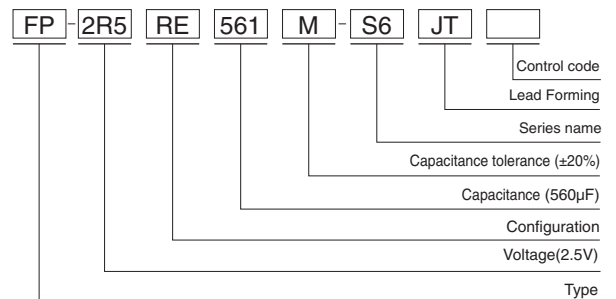 FP-2R5 RE 561 M-S6 JT
Control code
Lead Forming
Series name
Capacitance tolerance (±20%)
Capacitance (560μF)
Configuration
Voltage(2.5V)
Type